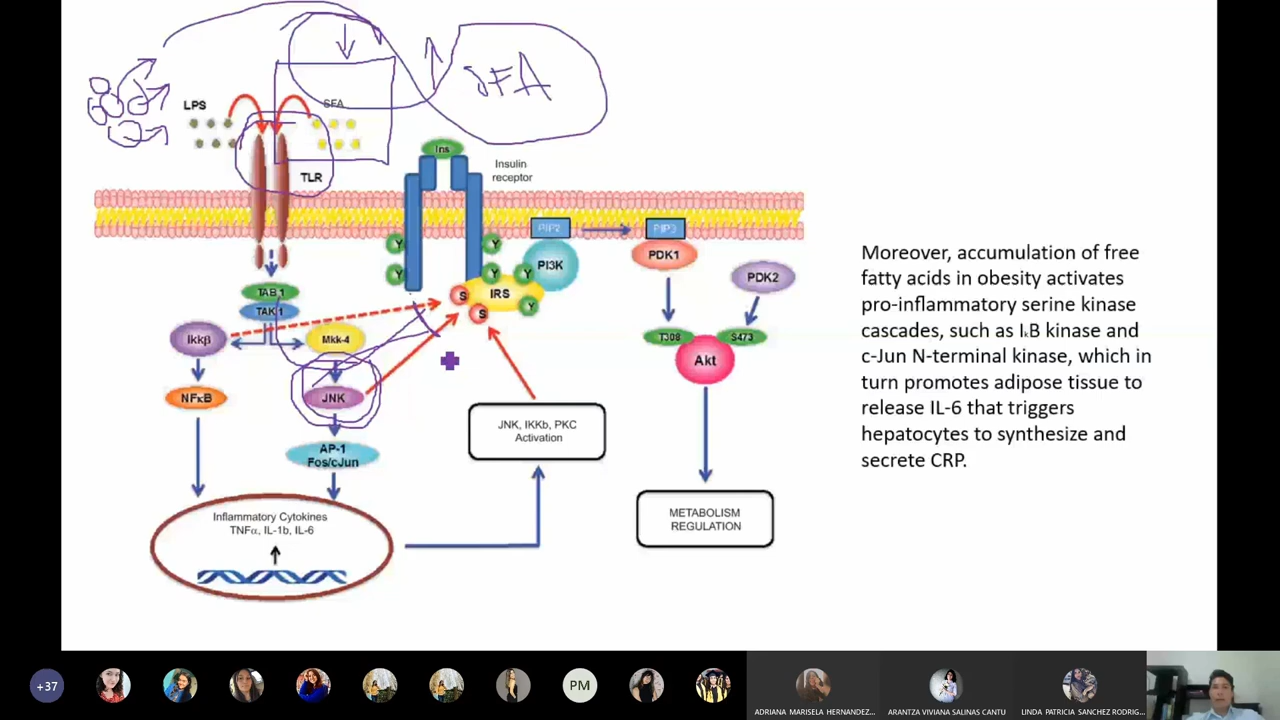 SFA
LPS
SFA
TLR
Ins
Insulin
receptor
PIP2
PIP3
Y
Y
Y
Y
Y
Y
PI3K
IRS
S
S
PDK1
PDK2
TAB 1
TAK 1
Ikkβ
Mkk-4
T308
S473
Akt
NFκB
JNK
AP-1
Fos/cJun
JNK, IKKb, PKC
Activation
Inflammatory Cytokines
TNFα, IL-1b, IL-6
METABOLISM
REGULATION
Moreover, accumulation of free
fatty acids in obesity activates
pro-inflammatory serine kinase
cascades, such as IκB kinase and
c-Jun N-terminal kinase, which in
turn promotes adipose tissue to
release IL-6 that triggers
hepatocytes to synthesize and
secrete CRP.
+37
PM
ADRIANA MARISELA HERNANDEZ...
ARANTZA VIVIANA SALINAS CANTU
LINDA PATRICIA SANCHEZ RODRIG...